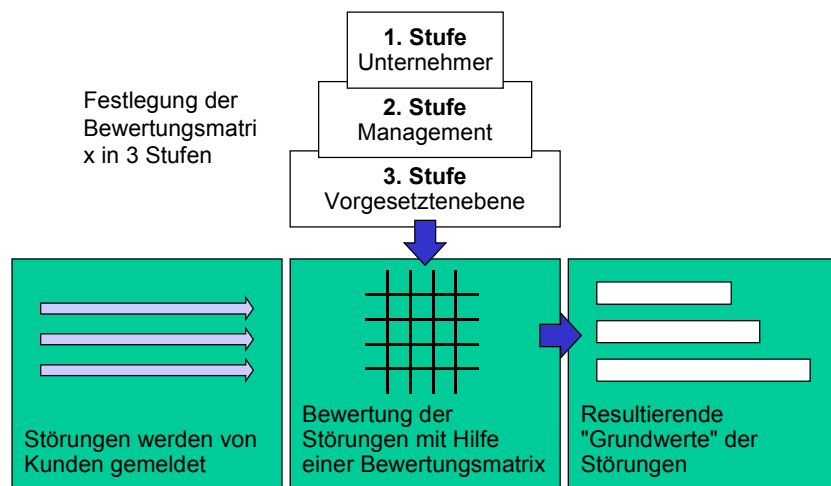 1. Stufe
Unternehmer
Festlegung der
Bewertungsmatri
x in 3 Stufen
2. Stufe
Management
3. Stufe
Vorgesetztenebene
Störungen werden von
Kunden gemeldet
Bewertung der
Störungen mit Hilfe
einer Bewertungsmatrix
Resultierende
"Grundwerte" der
Störungen